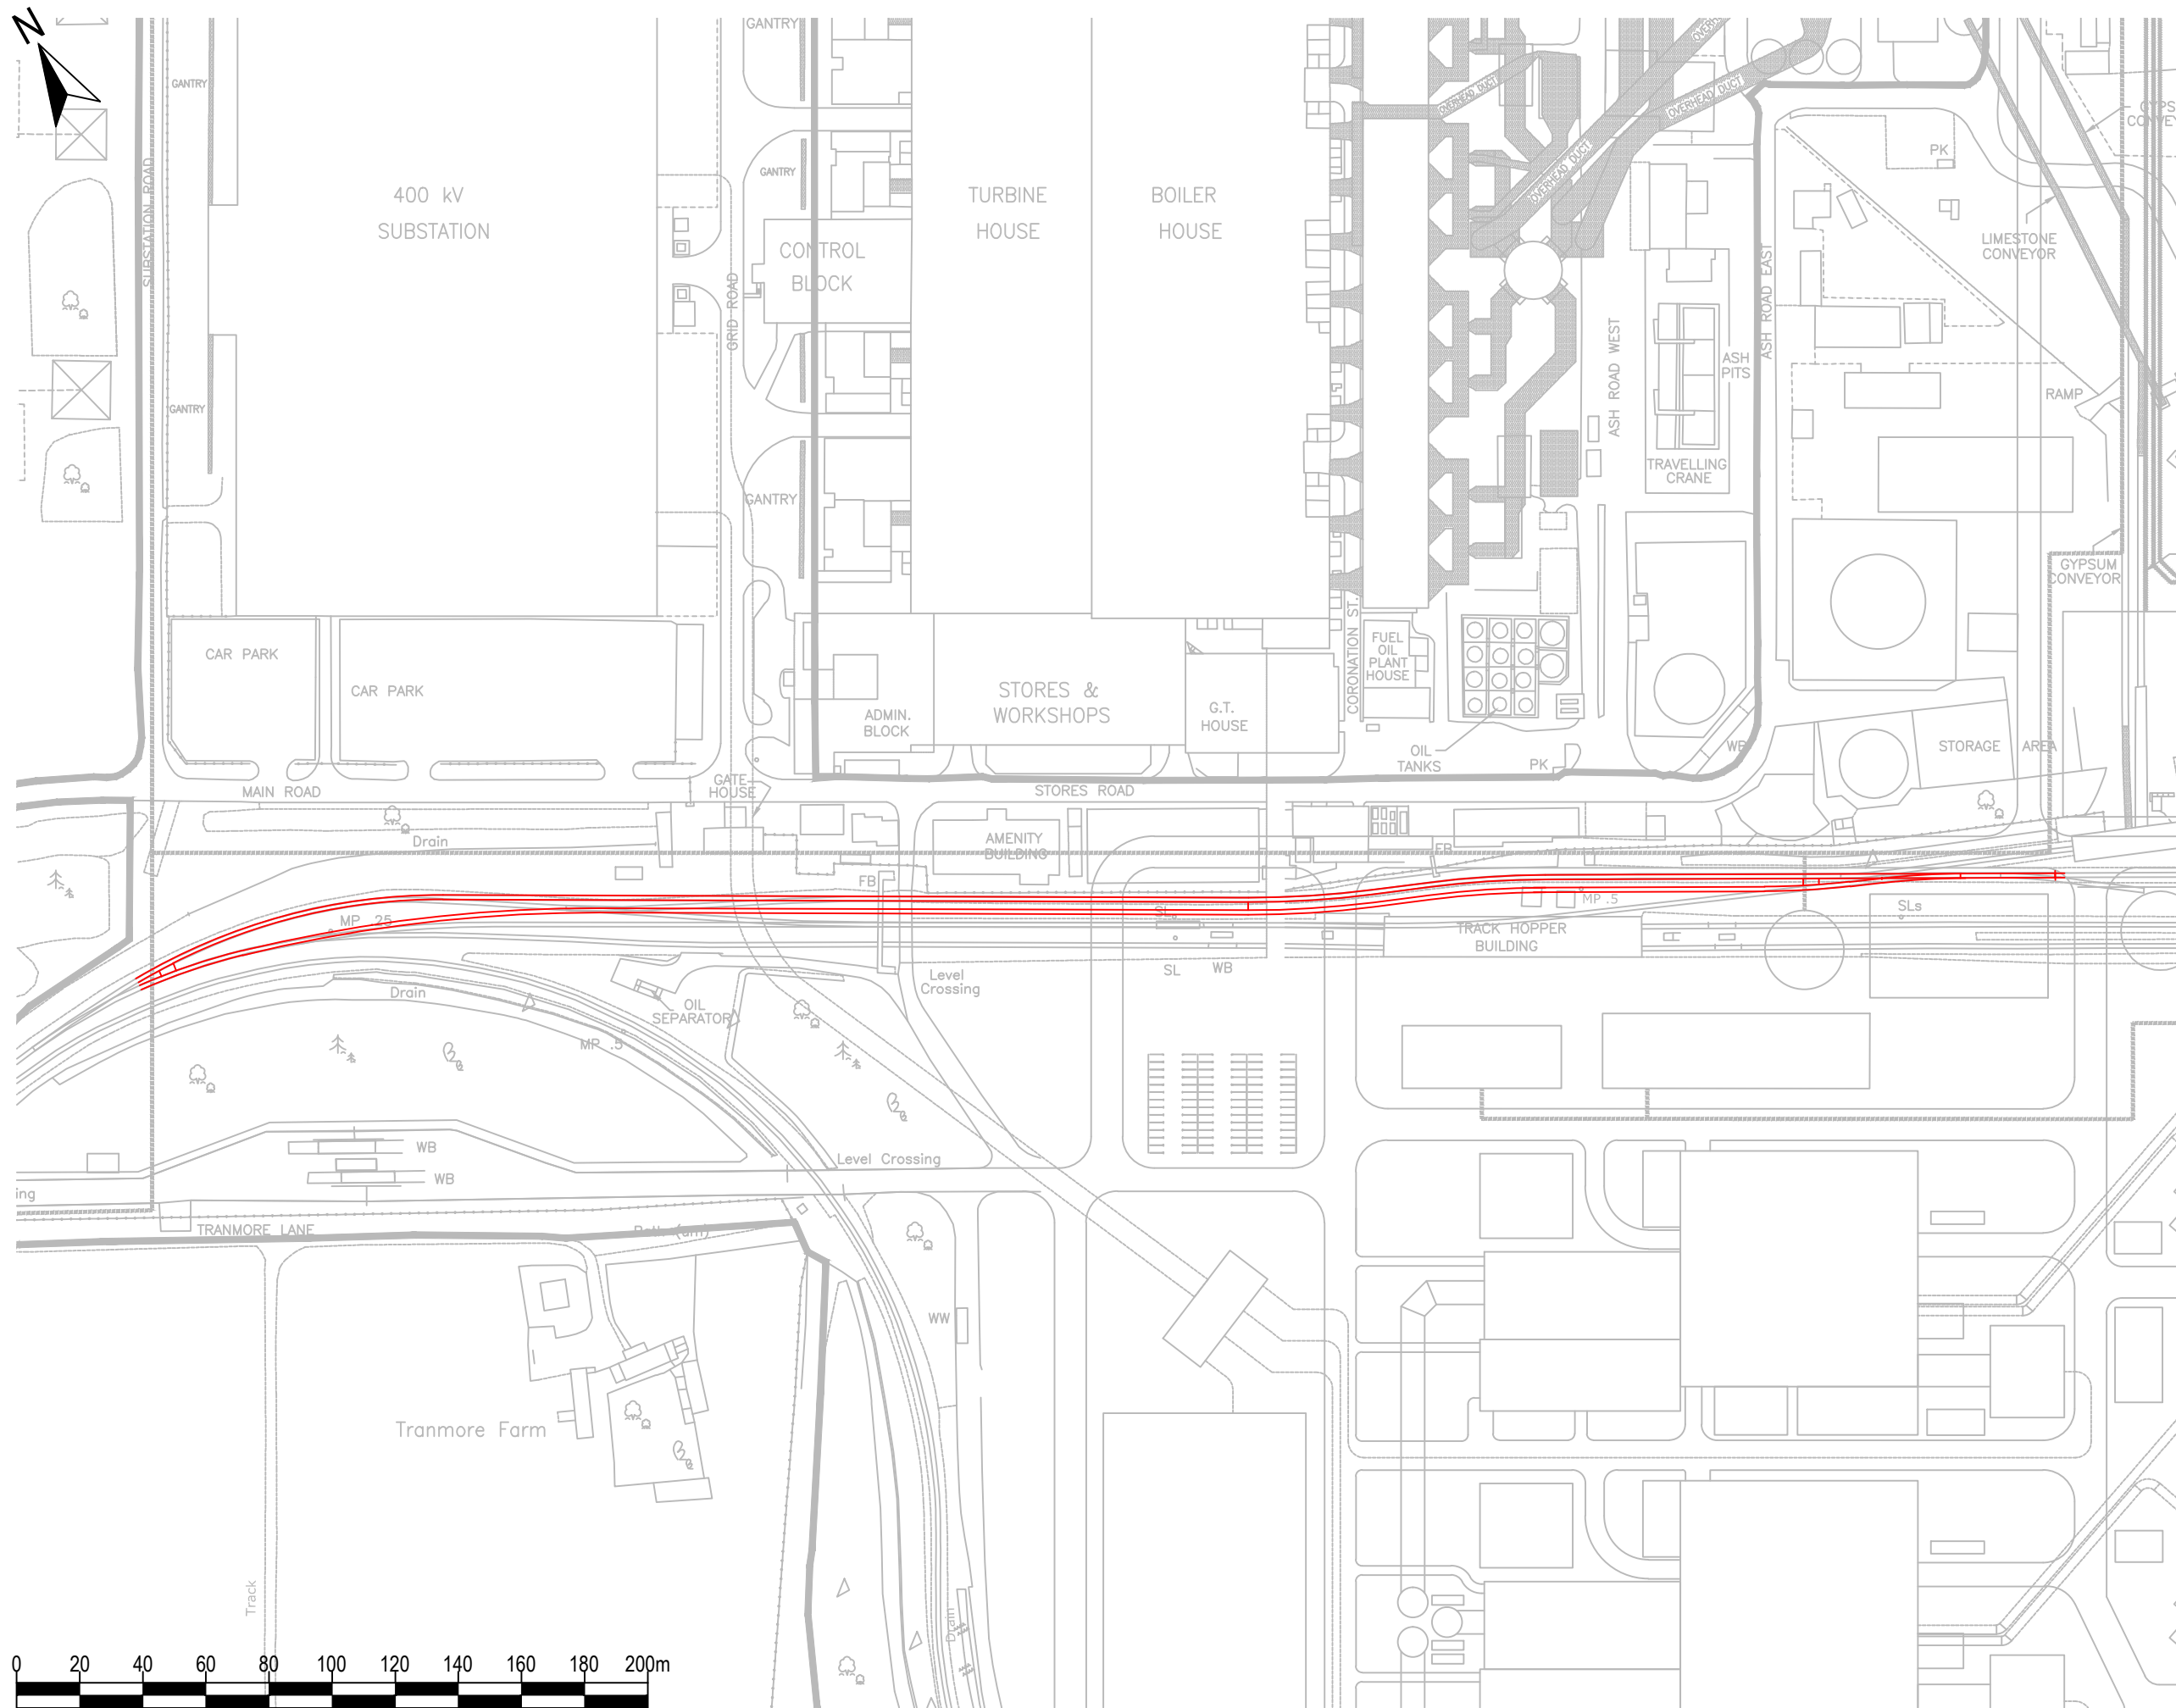 N
GANTRY
GANTRY
OVERHEAD DUCT
OVERHEAD DUCT
OVERHEAD DUCT
PK
GANTRY
SUBSTATION ROAD
400 kV
SUBSTATION
TURBINE
HOUSE
BOILER
HOUSE
CONTROL
BLOCK
GRID ROAD
LIMESTONE
CONVEYOR
ASH ROAD EAST
ASH ROAD WEST
ASH
PITS
RAMP
GANTRY
TRAVELLING
CRANE
GANTRY
GYPSUM
CONVEYOR
CORONATION ST.
FUEL
OIL
PLANT
HOUSE
CAR PARK
CAR PARK
STORES &
WORKSHOPS
ADMIN.
BLOCK
G.T.
HOUSE
OIL
TANKS
PK
WB
STORAGE AREA
GATE
HOUSE
MAIN ROAD
STORES ROAD
Drain
AMENITY
BUILDING
FB
FB
MP .25
SL
MP .5
SLs
TRACK HOPPER
BUILDING
SL
WB
Level
Crossing
Drain
OIL
SEPARATOR
MP .5
WB
Level Crossing
WB
ing
TRANMORE LANE
Path (um)
WW
Tranmore Farm
Track
Drain
0 20 40 60 80 100 120 140 160 180 200m